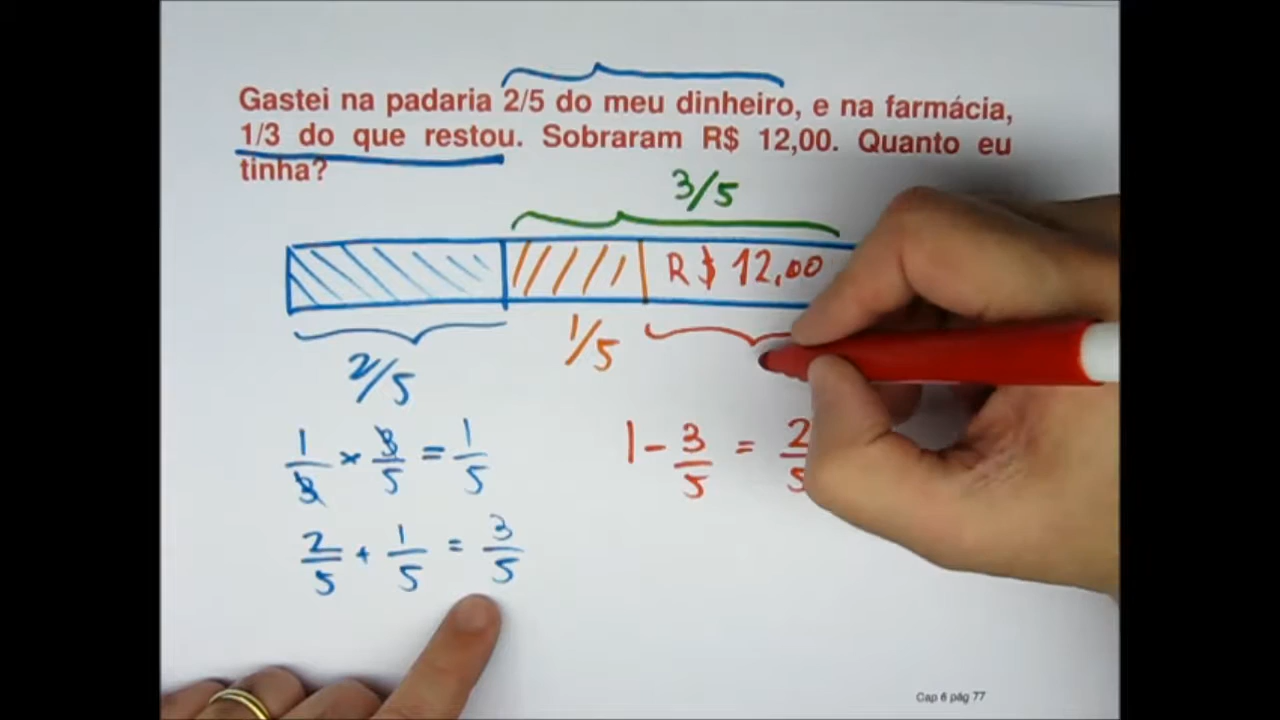 Gastei na padaria 2/5 do meu dinheiro, e na farmácia,
1/3 do que restou. Sobraram R$ 12,00. Quanto eu
tinha?
3/5
R$ 12,00
1/5
2/5
1/3 × 3/5 = 1/5
1 - 3/5 = 2/5
2/5 + 1/5 = 3/5
Cap 6 pág 77